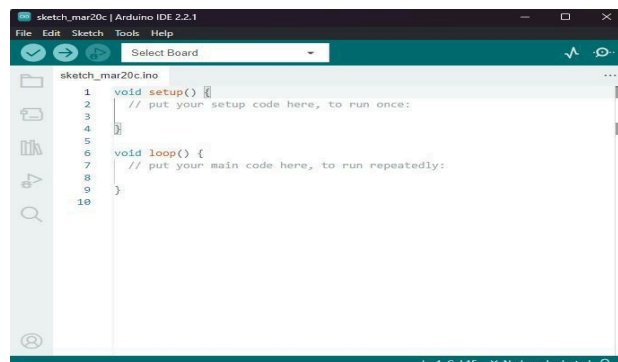 sketch_mar20c | Arduino IDE 2.2.1
File Edit Sketch Tools Help
Select Board
sketch_mar20c.ino
1 void setup() {
2 // put your setup code here, to run once:
3
4 }
5
6 void loop() {
7 // put your main code here, to run repeatedly:
8
9 }
10